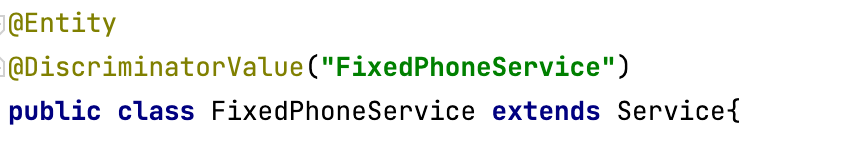 @Entity
@DiscriminatorValue("FixedPhoneService")
public class FixedPhoneService extends Service{